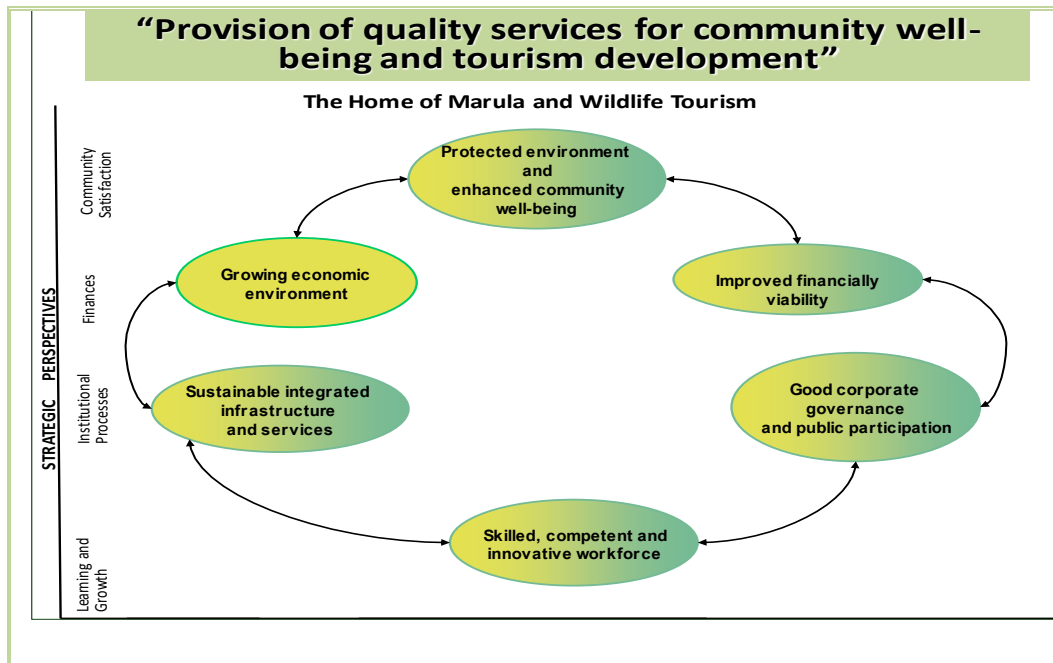 “Provision of quality services for community well-
being and tourism development”
The Home of Marula and Wildlife Tourism
STRATEGIC PERSPECTIVES
Community
Satisfaction
Finances
Institutional
Processes
Learning and
Growth
Protected environment
and
enhanced community
well-being
Growing economic
environment
Improved financially
viability
Sustainable integrated
infrastructure
and services
Good corporate
governance
and public participation
Skilled, competent and
innovative workforce